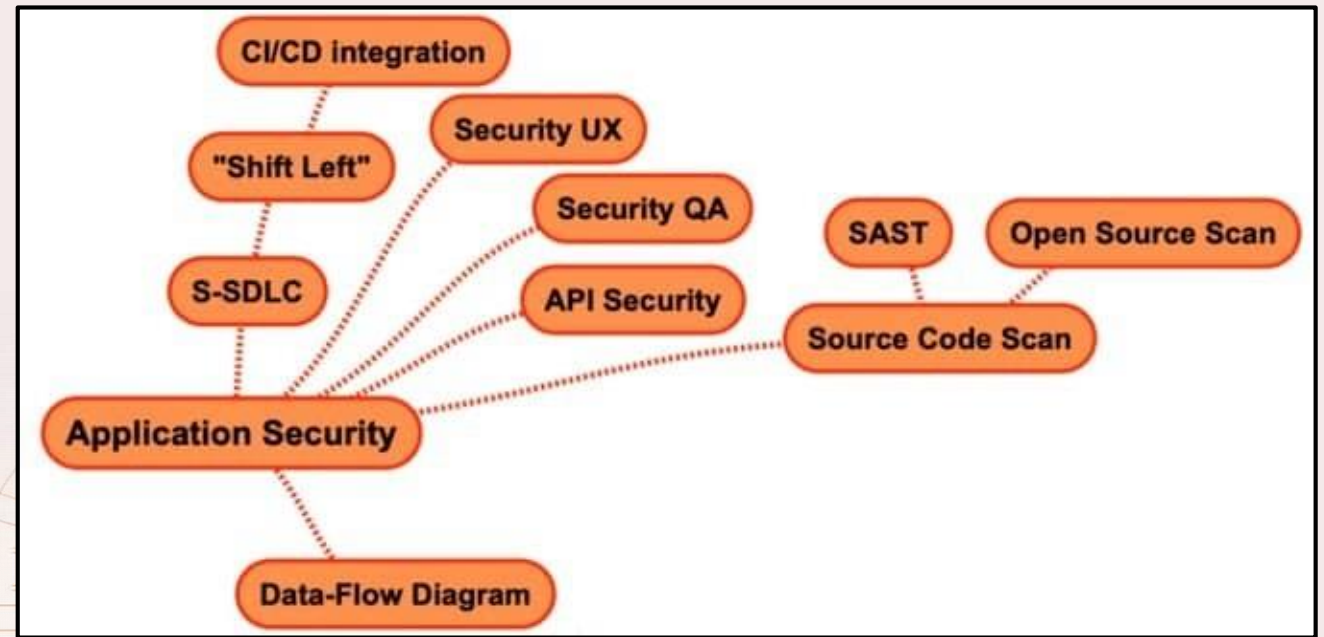 CI/CD integration
Security UX
"Shift Left"
Security QA
SAST
Open Source Scan
S-SDLC
API Security
Source Code Scan
Application Security
Data-Flow Diagram